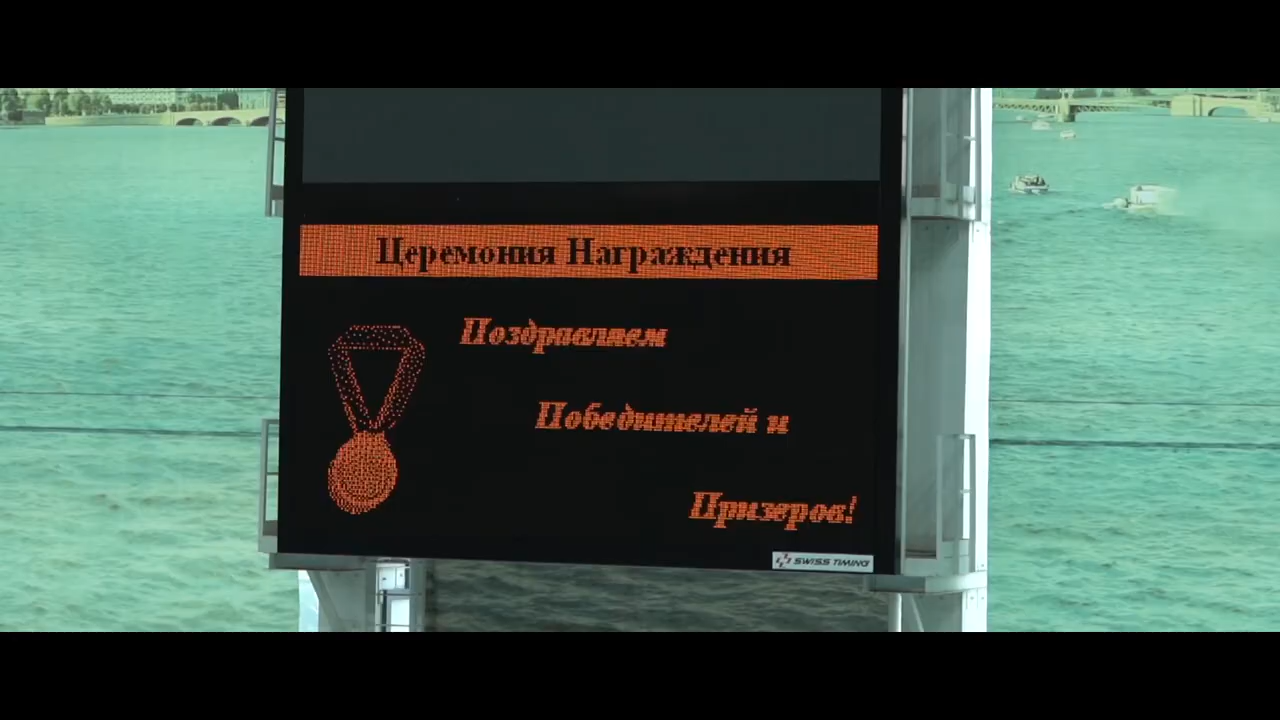 Церемония Награждения
Поздравляем
Победителей и
Призеров!
SWISS TIMING